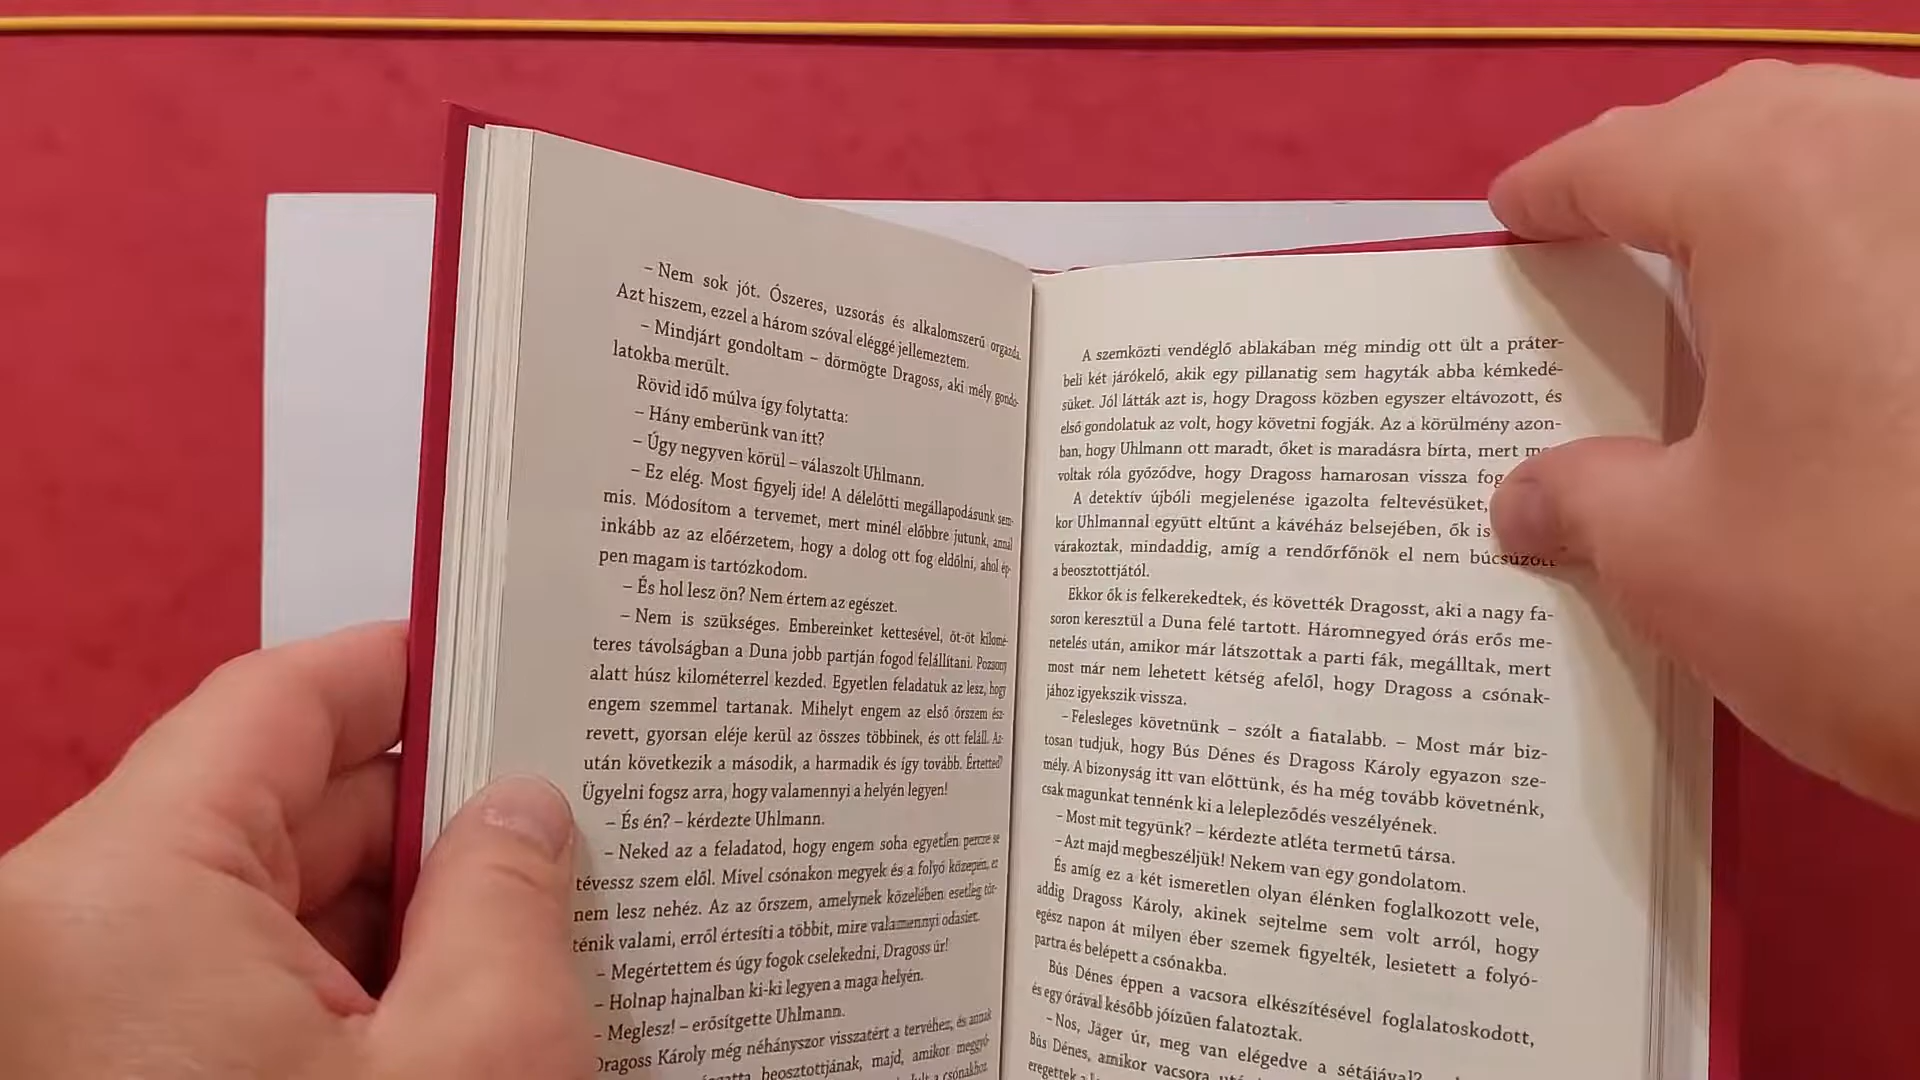 – Nem sok jót. Ószeres, uzsorás és alkalomszerű orgazda.
Azt hiszem, ezzel a három szóval eléggé jellemeztem.
– Mindjárt gondoltam – dörmögte Dragoss, aki mély gondo-
latokba merült.
Rövid idő múlva így folytatta:
– Hány emberünk van itt?
– Úgy negyven körül – válaszolt Uhlmann.
– Ez elég. Most figyelj ide! A délelőtti megállapodásunk sem-
mis. Módosítom a tervemet, mert minél előbbre jutunk, annál
inkább az az előérzetem, hogy a dolog ott fog eldőlni, ahol ép-
pen magam is tartózkodom.
– És hol lesz ön? Nem értem az egészet.
– Nem is szükséges. Embereinket kettesével, öt-öt kilomé-
teres távolságban a Duna jobb partján fogod felállítani. Pozsony
alatt húsz kilométerrel kezded. Egyetlen feladatuk az lesz, hogy
engem szemmel tartanak. Mihelyt engem az első őrszem ész-
revett, gyorsan eléje kerül az összes többinek, és ott feláll. Az-
után következik a második, a harmadik és így tovább. Értetted?
Ügyelni fogsz arra, hogy valamennyi a helyén legyen!
– És én? – kérdezte Uhlmann.
– Neked az a feladatod, hogy engem soha egyetlen percre se
tévessz szem elől. Mivel csónakon megyek és a folyó közepén, ez
nem lesz nehéz. Az az őrszem, amelynek közelében esetleg tör-
ténik valami, erről értesíti a többit, mire valamennyi odasiet.
– Megértettem és úgy fogok cselekedni, Dragoss úr!
– Holnap hajnalban ki-ki legyen a maga helyén.
– Meglesz! – erősítgette Uhlmann.
Dragoss Károly még néhányszor visszatért a tervéhez, és annak
beosztottjának, majd, amikor meggyő-
a csónakhoz
A szemközti vendéglő ablakában még mindig ott ült a práter-
beli két járókelő, akik egy pillanatig sem hagyták abba kémkedé-
süket. Jól látták azt is, hogy Dragoss közben egyszer eltávozott, és
első gondolatuk az volt, hogy követni fogják. Az a körülmény azon-
ban, hogy Uhlmann ott maradt, őket is maradásra bírta, mert
voltak róla győződve, hogy Dragoss hamarosan vissza fog
A detektív újbóli megjelenése igazolta feltevésüket,
kor Uhlmannal együtt eltűnt a kávéház belsejében, ők is
várakoztak, mindaddig, amíg a rendőrfőnök el nem búcsúzott
a beosztottjától.
Ekkor ők is felkerekedtek, és követték Dragosst, aki a nagy fa-
soron keresztül a Duna felé tartott. Háromnegyed órás erős me-
netelés után, amikor már látszottak a parti fák, megálltak, mert
most már nem lehetett kétség afelől, hogy Dragoss a csónak-
jához igyekszik vissza.
– Felesleges követnünk – szólt a fiatalabb. – Most már biz-
tosan tudjuk, hogy Bús Dénes és Dragoss Károly egyazon sze-
mély. A bizonyság itt van előttünk, és ha még tovább követnénk,
csak magunkat tennénk ki a lelepleződés veszélyének.
– Most mit tegyünk? – kérdezte atléta termetű társa.
– Azt majd megbeszéljük! Nekem van egy gondolatom.
És amíg ez a két ismeretlen olyan élénken foglalkozott vele,
addig Dragoss Károly, akinek sejtelme sem volt arról, hogy
egész napon át milyen éber szemek figyelték, lesietett a folyó-
partra és belépett a csónakba.
Bús Dénes éppen a vacsora elkészítésével foglalatoskodott,
és egy órával később jóízűen falatoztak.
– Nos, Jäger úr, meg van elégedve a sétájával?
Bús Dénes, amikor vacsora
eregettek